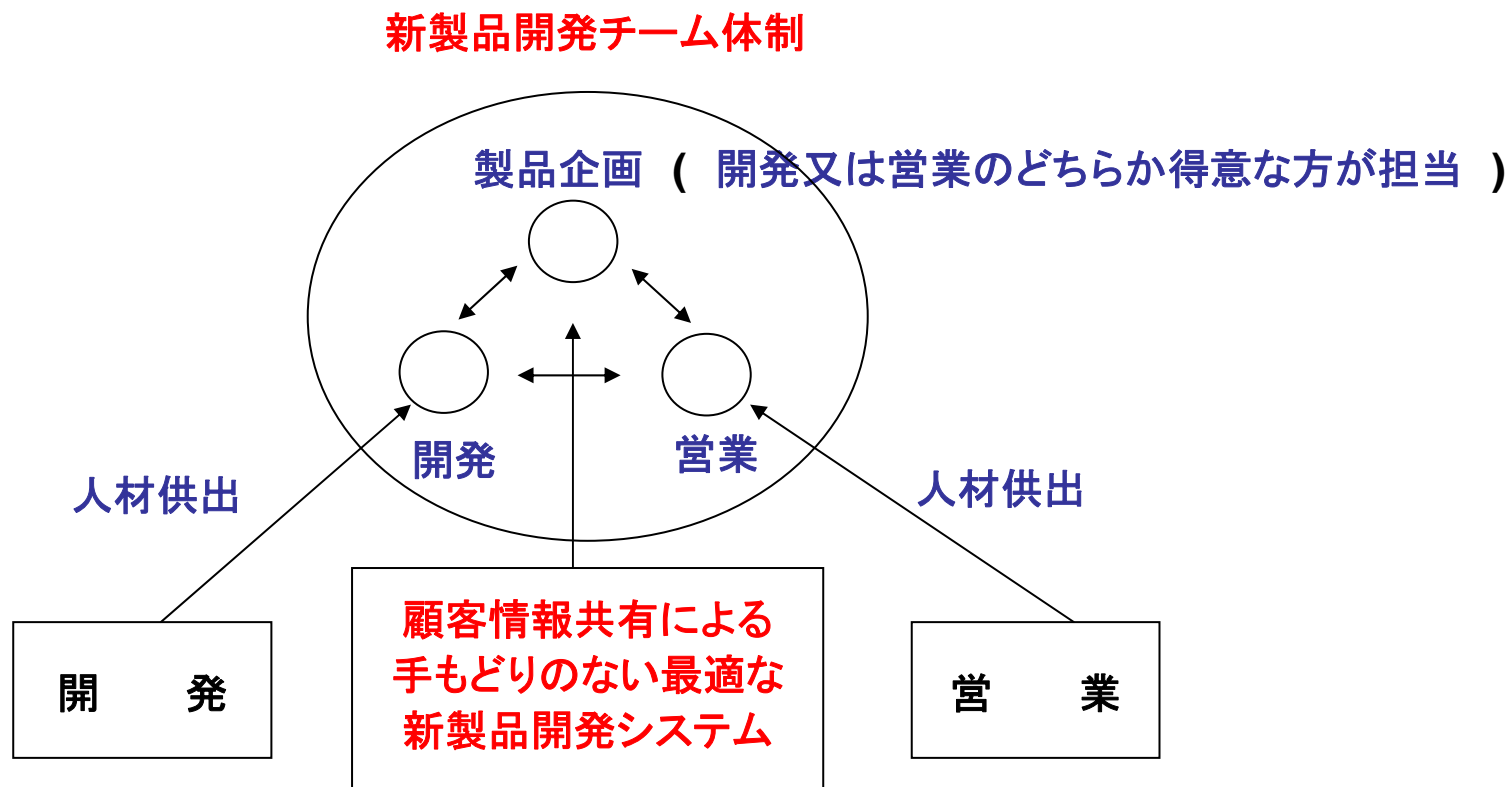 新製品開発チーム体制
製品企画 ( 開発又は営業のどちらか得意な方が担当 )
開発
営業
人材供出
人材供出
顧客情報共有による
手もどりのない最適な
新製品開発システム
開 発
営 業